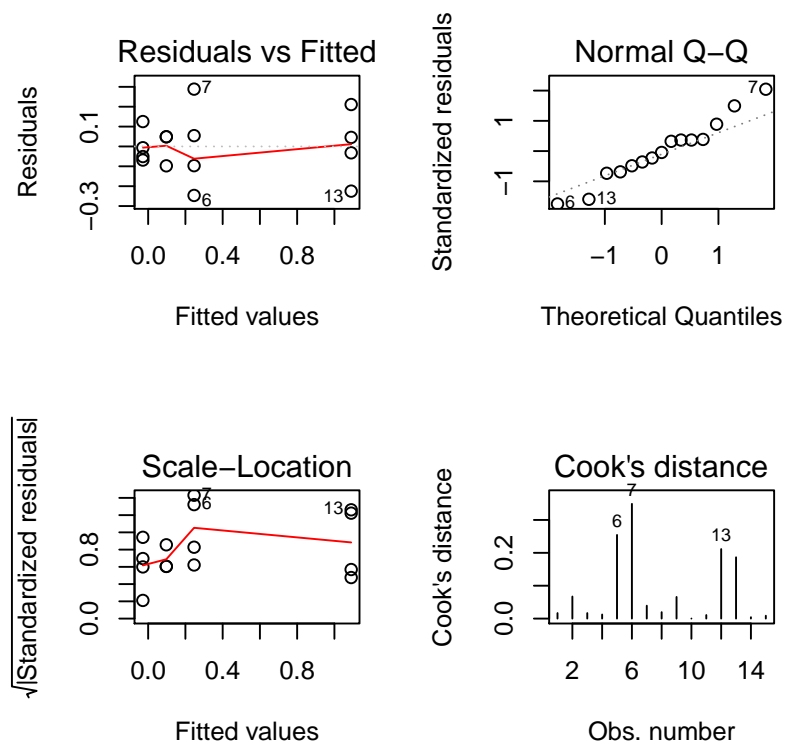 Residuals vs Fitted
Residuals
0.1
−0.3
7
6
13
0.0 0.4 0.8
Fitted values
Normal Q−Q
Standardized residuals
1
−1
7
6
13
−1 0 1
Theoretical Quantiles
Scale−Location
√|Standardized residuals|
0.8
0.0
7
6
13
0.0 0.4 0.8
Fitted values
Cook's distance
Cook's distance
0.2
0.0
7
6
13
2 6 10 14
Obs. number